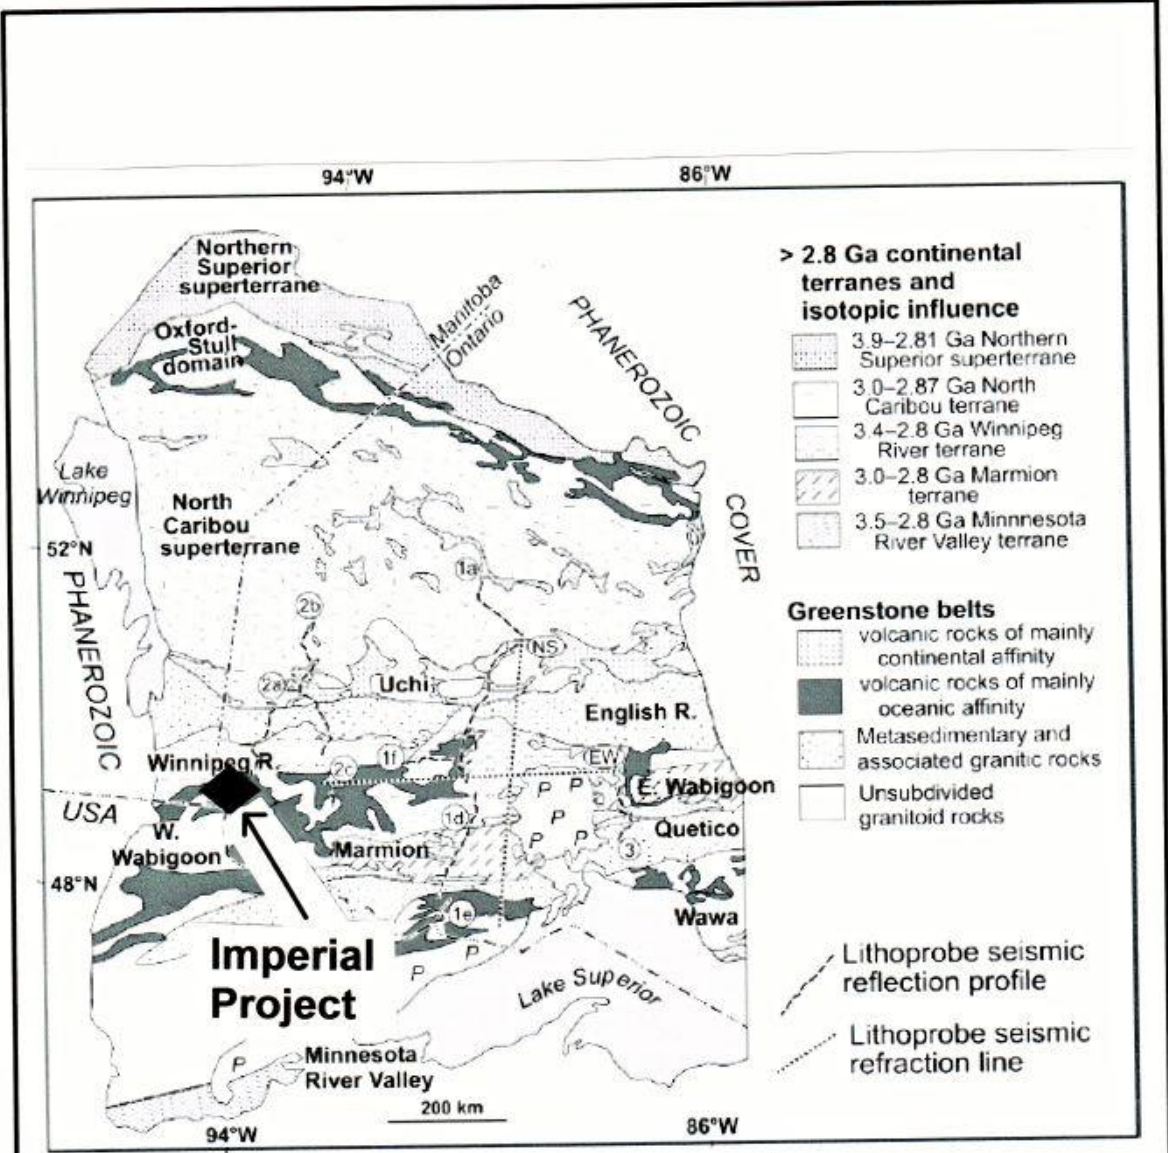 94°W
86°W
Northern
Superior
superterrane
Oxford-
Stull
domain
Manitoba
Ontario
PHANEROZOIC
COVER
Lake
Winnipeg
North
Caribou
superterrane
52°N
PHANEROZOIC
1a
2b
NS
2a
Uchi
English R.
Winnipeg R.
1f
2c
EW
E. Wabigoon
USA
W.
Wabigoon
P
P
P
P
P
1d
Quetico
Marmion
3
48°N
1e
Wawa
Imperial
Project
P
P
Lake Superior
P
Minnesota
River Valley
200 km
94°W
86°W
> 2.8 Ga continental
terranes and
isotopic influence
3.9–2.81 Ga Northern
Superior superterrane
3.0–2.87 Ga North
Caribou terrane
3.4–2.8 Ga Winnipeg
River terrane
3.0–2.8 Ga Marmion
terrane
3.5–2.8 Ga Minnnesota
River Valley terrane
Greenstone belts
volcanic rocks of mainly
continental affinity
volcanic rocks of mainly
oceanic affinity
Metasedimentary and
associated granitic rocks
Unsubdivided
granitoid rocks
Lithoprobe seismic
reflection profile
Lithoprobe seismic
refraction line